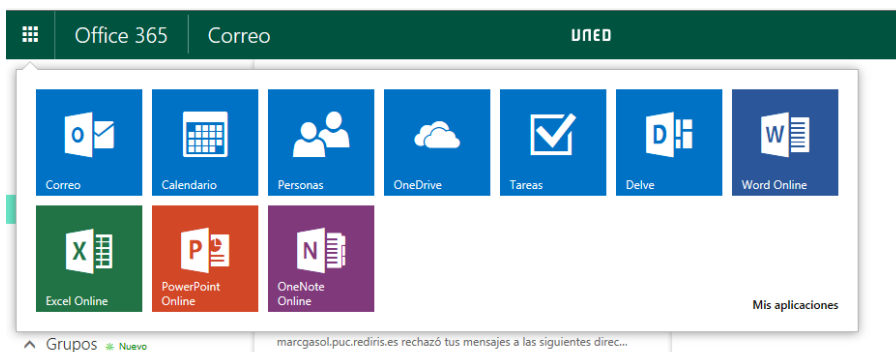 Office 365 Correo UNED
Correo Calendario Personas OneDrive Tareas Delve Word Online
Excel Online PowerPoint Online OneNote Online
Mis aplicaciones
Grupos Nuevo
marcgasol.puc.rediris.es rechazó tus mensajes a las siguientes direc...